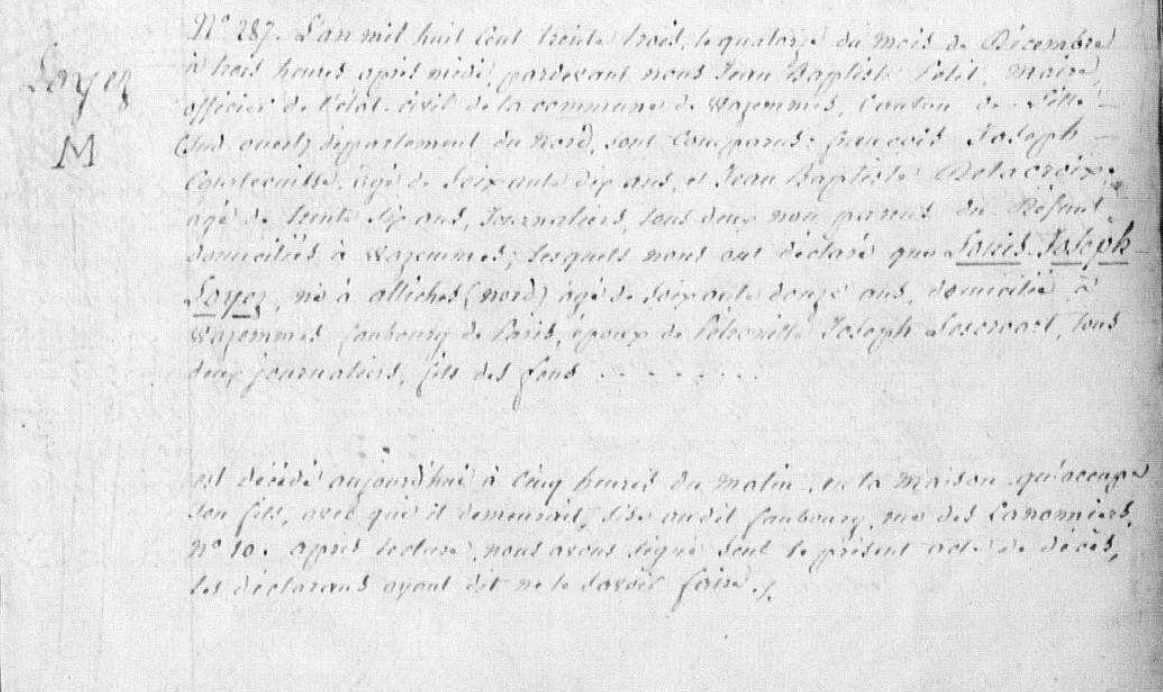 N° 287. L'an mil huit Cent trente trois, le quatorze du mois de Décembre
Loyez
à trois heures après midi, pardevant nous Jean Baptiste Petit, Maire,
officier de l'état-civil de la commune de Wazemmes, Canton de Lille
M
(Sud ouest) département du Nord, sont Comparus: françois Joseph
âgé de Soixante dix ans, et Jean Baptiste Delacroix,
agé de trente six ans, Journaliers, tous deux non parens du Défunt
domiciliés à Wazemmes; lesquels nous ont déclaré que Louis Joseph
Loyez, né à attiches (nord) âgé de soixante douze ans, domicilié à
Wazemmes faubourg de Paris, époux de Joseph tous
deux journaliers, fils des feus
est décédé aujourd'hui à Cinq heures du matin, en la maison qu'occupe
son fils, avec qui il demeurait, sise audit faubourg, rue des Canonniers,
N° 10. après lecture, nous avons signé seul le présent acte de décès,
les déclarans ayant dit ne le savoir faire ./.